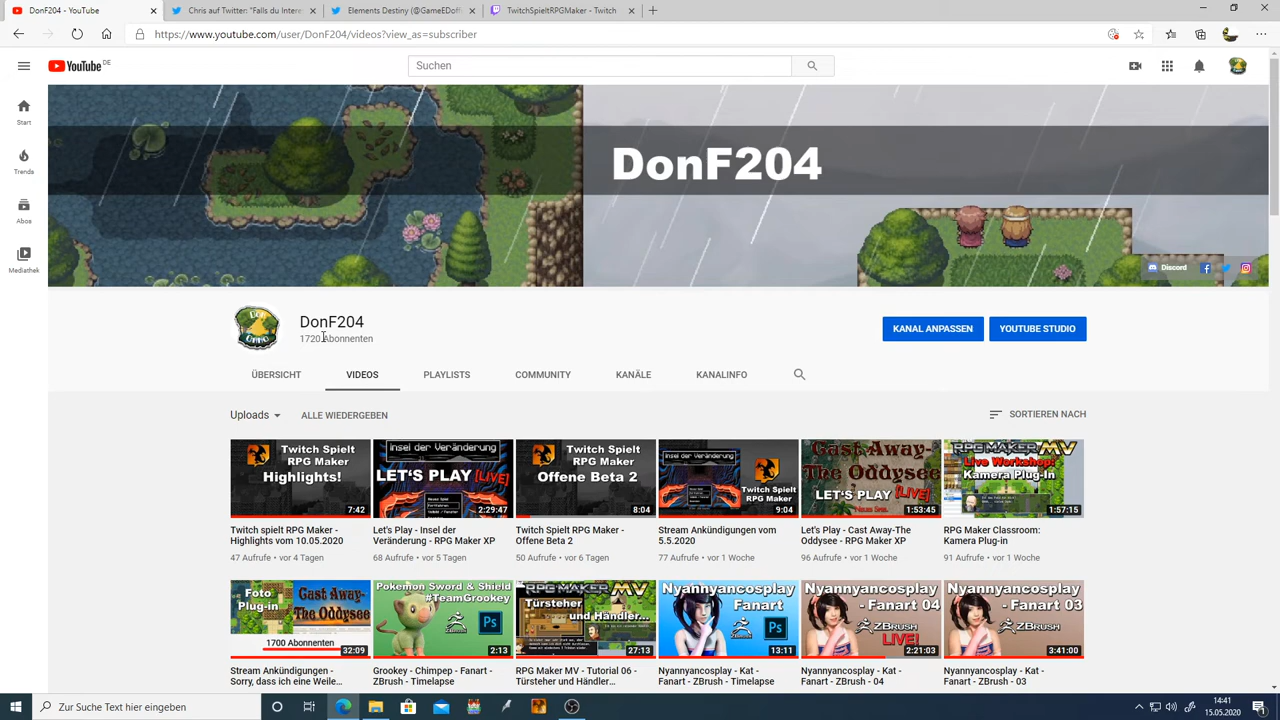 DonF204 - YouTube
Chris auf Twitter: "Falls du Intere
Elements Destiny (@GameEDoffi
TwitchSpieltRPGMaker - Twitch
https://www.youtube.com/user/DonF204/videos?view_as=subscriber
YouTube DE
Suchen
Start
Trends
Abos
Mediathek
DonF204
Discord
DonF204
1720 Abonnenten
KANAL ANPASSEN
YOUTUBE STUDIO
ÜBERSICHT
VIDEOS
PLAYLISTS
COMMUNITY
KANÄLE
KANALINFO
Uploads
ALLE WIEDERGEBEN
SORTIEREN NACH
Twitch Spielt
RPG Maker
Highlights!
7:42
Insel der Veränderung
LET'S PLAY [LIVE]
2:29:47
Twitch Spielt
RPG Maker
Offene Beta 2
8:04
Insel der Veränderung
Twitch Spielt
RPG Maker
9:04
Cast Away-
The Oddysee
LET'S PLAY [LIVE]
1:53:45
RPG MAKER MV
Live Workshop!
Kamera Plug-In
1:57:15
Twitch spielt RPG Maker -
Highlights vom 10.05.2020
47 Aufrufe • vor 4 Tagen
Let's Play - Insel der
Veränderung - RPG Maker XP
68 Aufrufe • vor 5 Tagen
Twitch Spielt RPG Maker -
Offene Beta 2
50 Aufrufe • vor 6 Tagen
Stream Ankündigungen vom
5.5.2020
77 Aufrufe • vor 1 Woche
Let's Play - Cast Away-The
Oddysee - RPG Maker XP
96 Aufrufe • vor 1 Woche
RPG Maker Classroom:
Kamera Plug-in
91 Aufrufe • vor 1 Woche
Foto
Plug-in
Cast Away-
The Oddysee
1700 Abonnenten
32:09
Pokemon Sword & Shield
#TeamGrookey
ZBRUSH
Ps
2:13
RPG MAKER MV
Türsteher
und Händler...
27:13
Nyannyancosplay
Fanart
ZBRUSH
Ps
13:11
Nyannyancosplay
- Fanart 04
ZBRUSH
LIVE!
2:21:03
Nyannyancosplay
- Fanart 03
ZBRUSH
3:41:00
Stream Ankündigungen -
Sorry, dass ich eine Weile...
Grookey - Chimpep - Fanart -
ZBrush - Timelapse
RPG Maker MV - Tutorial 06 -
Türsteher und Händler...
Nyannyancosplay - Kat -
Fanart - ZBrush - Timelapse
Nyannyancosplay - Kat -
Fanart - ZBrush - 04
Nyannyancosplay - Kat -
Fanart - ZBrush - 03
Zur Suche Text hier eingeben
14:41
15.05.2020